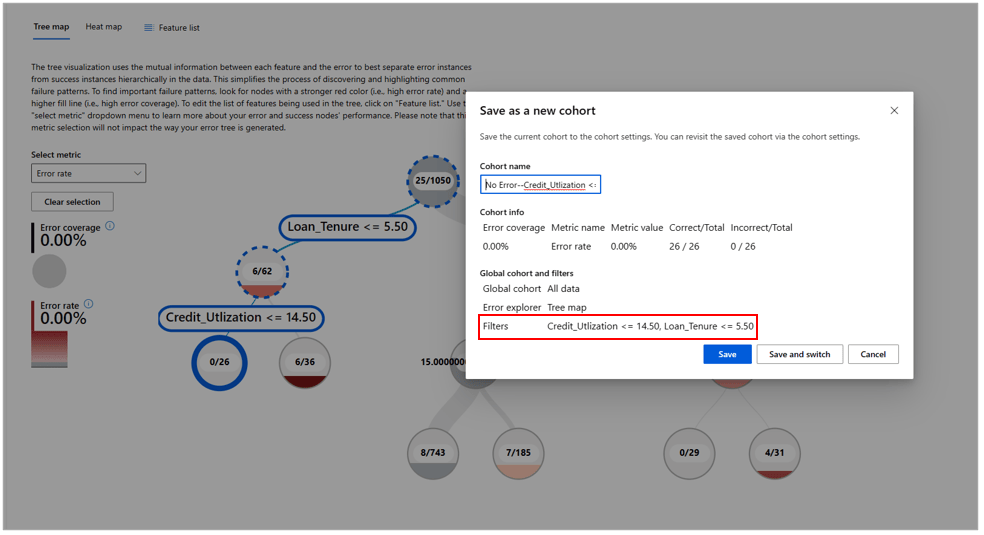 Tree map
Heat map
Feature list
The tree visualization uses the mutual information between each feature and the error to best separate error instances
from success instances hierarchically in the data. This simplifies the process of discovering and highlighting common
failure patterns. To find important failure patterns, look for nodes with a stronger red color (i.e., high error rate) and a
higher fill line (i.e., high error coverage). To edit the list of features being used in the tree, click on "Feature list." Use
"select metric" dropdown menu to learn more about your error and success nodes' performance. Please note that
metric selection will not impact the way your error tree is generated.
Select metric
Error rate
Clear selection
Error coverage
0.00%
Error rate
0.00%
25/1050
Loan_Tenure <= 5.50
6/62
Credit_Utlization <= 14.50
0/26
6/36
15.000000
8/743
7/185
0/29
4/31
Save as a new cohort
Save the current cohort to the cohort settings. You can revisit the saved cohort via the cohort settings.
Cohort name
No Error--Credit_Utlization <=
Cohort info
Error coverage Metric name Metric value Correct/Total Incorrect/Total
0.00% Error rate 0.00% 26 / 26 0 / 26
Global cohort and filters
Global cohort All data
Error explorer Tree map
Filters Credit_Utlization <= 14.50, Loan_Tenure <= 5.50
Save
Save and switch
Cancel